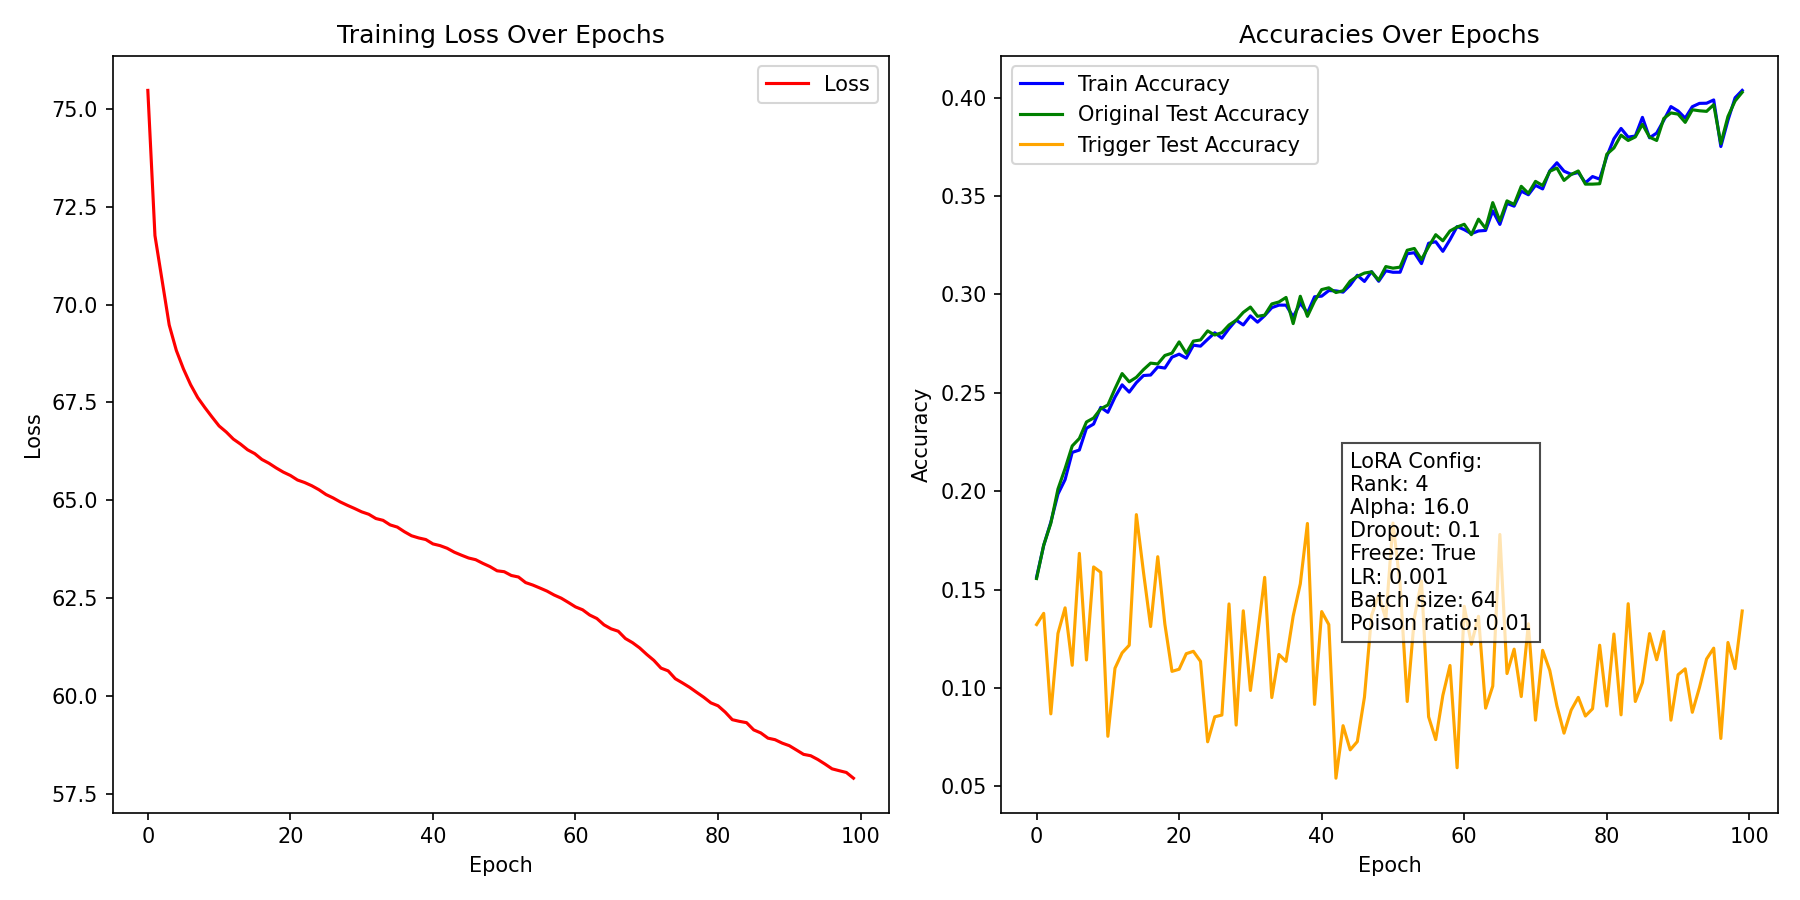 Training Loss Over Epochs
Loss
75.0
72.5
70.0
67.5
65.0
62.5
60.0
57.5
Loss
0 20 40 60 80 100
Epoch
Accuracies Over Epochs
Train Accuracy
Original Test Accuracy
Trigger Test Accuracy
0.40
0.35
0.30
0.25
0.20
0.15
0.10
0.05
Accuracy
LoRA Config:
Rank: 4
Alpha: 16.0
Dropout: 0.1
Freeze: True
LR: 0.001
Batch size: 64
Poison ratio: 0.01
0 20 40 60 80 100
Epoch